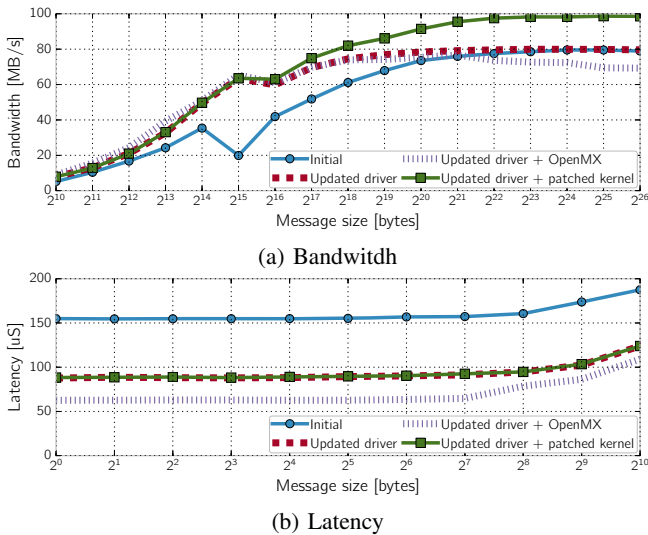 100
80
60
40
20
0
Bandwidth [MB/s]
Initial
Updated driver
Updated driver + OpenMX
Updated driver + patched kernel
2^10 2^11 2^12 2^13 2^14 2^15 2^16 2^17 2^18 2^19 2^20 2^21 2^22 2^23 2^24 2^25 2^26
Message size [bytes]
(a) Bandwitdh
200
150
100
50
0
Latency [uS]
Initial
Updated driver
Updated driver + OpenMX
Updated driver + patched kernel
2^0 2^1 2^2 2^3 2^4 2^5 2^6 2^7 2^8 2^9 2^10
Message size [bytes]
(b) Latency